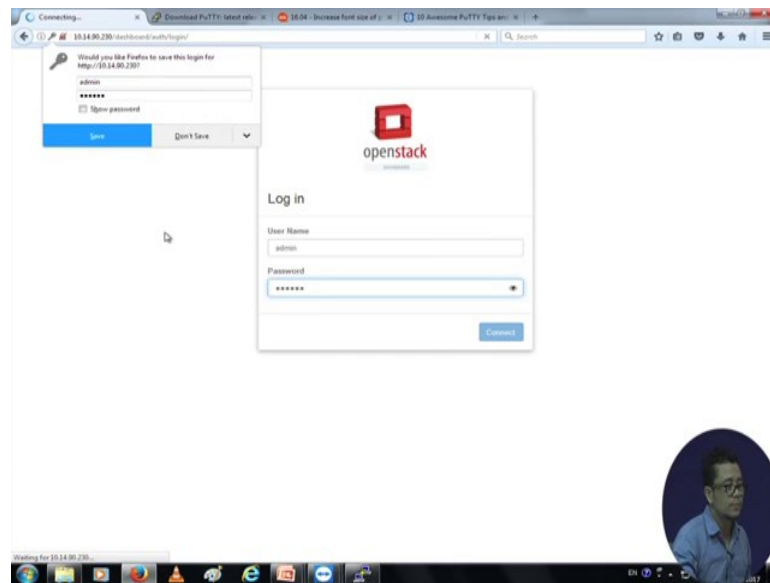 Connecting...
Download PuTTY: latest rele
16.04 - Increase font size of
10 Awesome PuTTY Tips an
10.14.90.230/dashboard/auth/login/
Search
Would you like Firefox to save this login for
http://10.14.90.230?
admin
••••••
Show password
Save
Don't Save
openstack
Log in
User Name
admin
Password
••••••
Connect
Waiting for 10.14.90.230...
EN